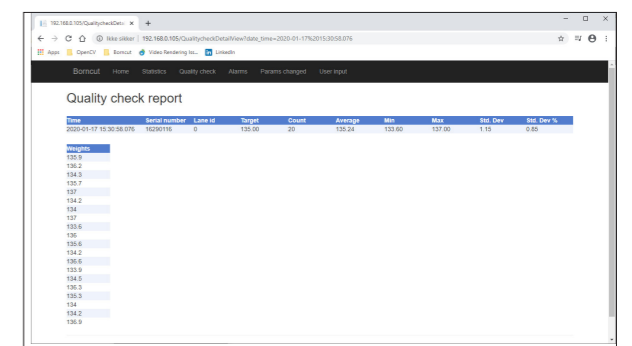 192.168.0.105/QualitycheckDetai
Ikke sikker | 192.168.0.105/QualitycheckDetailView?date_time=2020-01-17%2015:30:58.076
Apps OpenCV Borncut Video Rendering Iss... LinkedIn
Borncut Home Statistics Quality check Alarms Params changed User input
Quality check report
Time Serial number Lane id Target Count Average Min Max Std. Dev Std. Dev %
2020-01-17 15:30:58.076 16290116 0 135.00 20 135.24 133.60 137.00 1.15 0.85
Weights
135.9
136.2
134.3
135.7
137
134.2
134
137
133.6
136
135.6
134.2
136.6
133.9
134.5
136.3
135.3
134
134.2
136.9